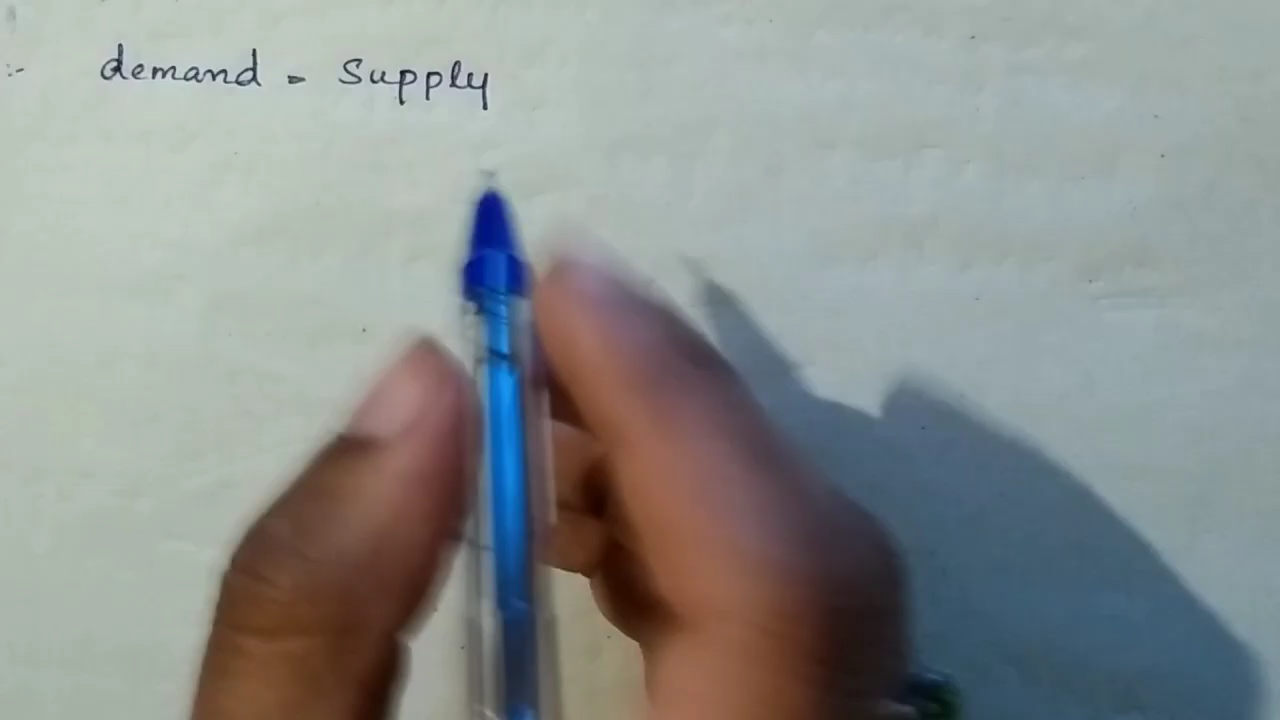 :- demand = Supply